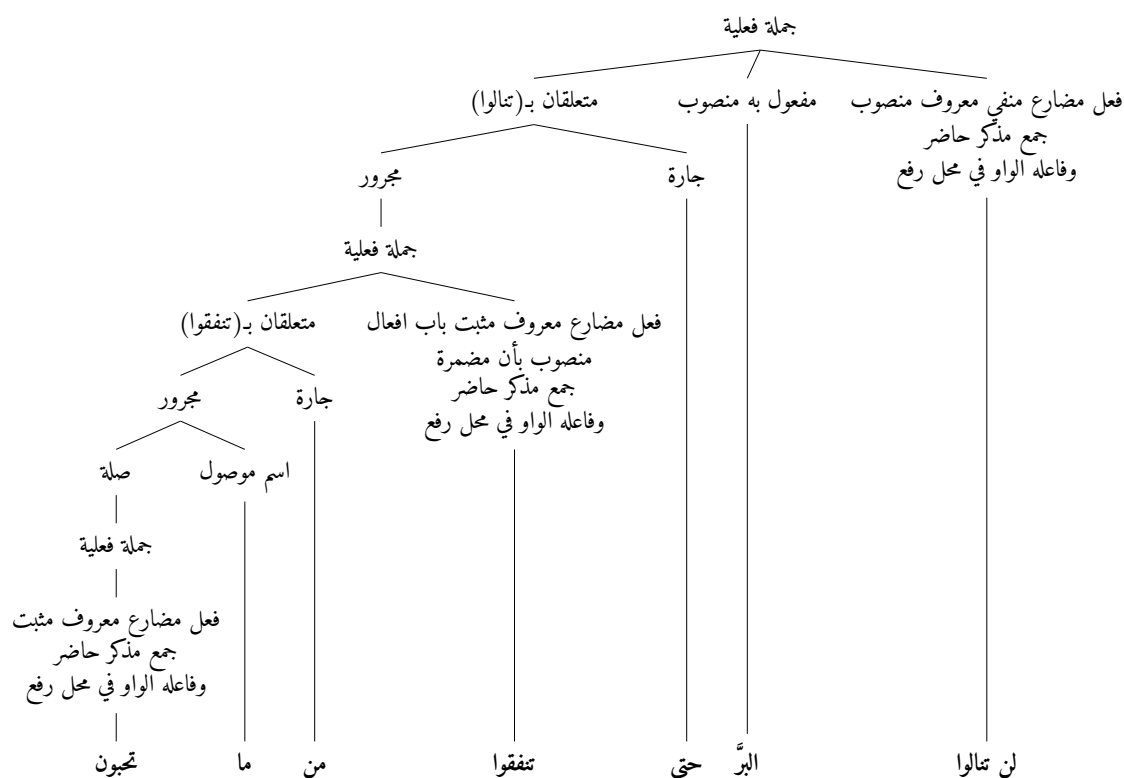 جملة فعلية
فعل مضارع منفي معروف منصوب
جمع مذكر حاضر
وفاعله الواو في محل رفع
مفعول به منصوب
متعلقان بـ(تنالوا)
جارة
مجرور
جملة فعلية
فعل مضارع معروف مثبت باب افعال
منصوب بأن مضمرة
جمع مذكر حاضر
وفاعله الواو في محل رفع
متعلقان بـ(تنفقوا)
جارة
مجرور
اسم موصول
صلة
جملة فعلية
فعل مضارع معروف مثبت
جمع مذكر حاضر
وفاعله الواو في محل رفع
لن تنالوا البرَّ حتى تنفقوا من ما تحبون